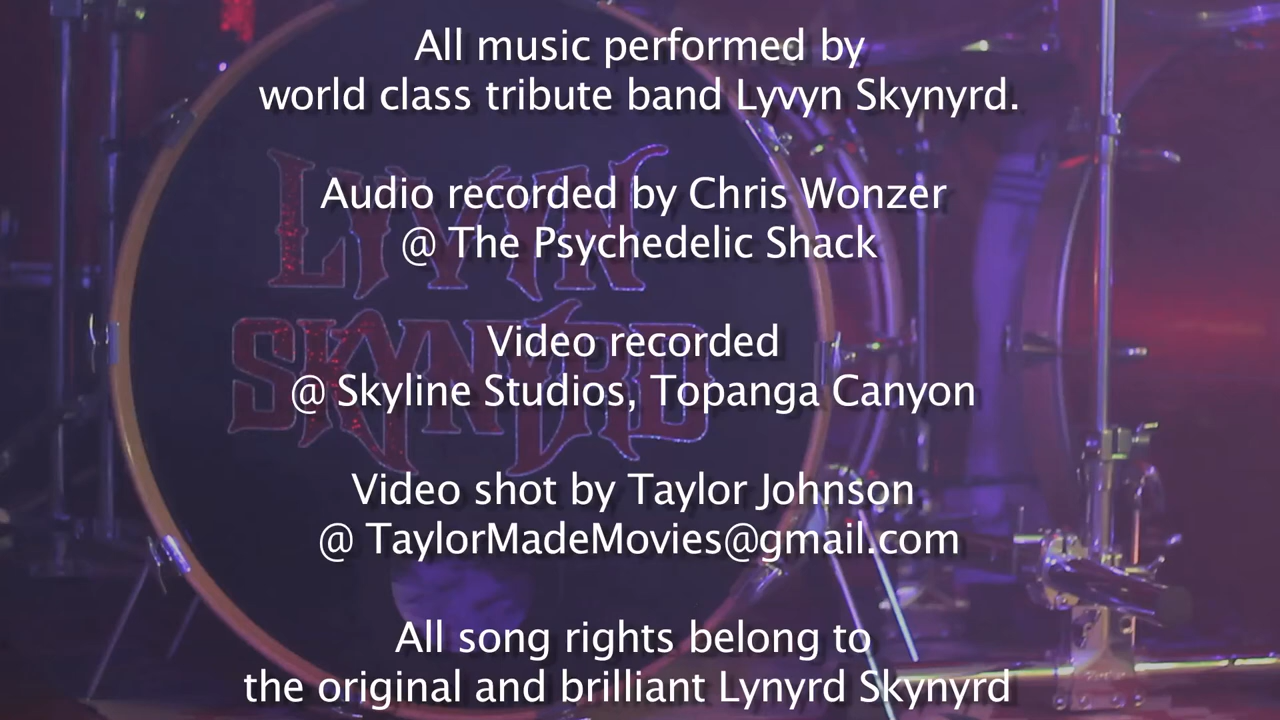 All music performed by
world class tribute band Lyvyn Skynyrd.
Audio recorded by Chris Wonzer
@ The Psychedelic Shack
Video recorded
@ Skyline Studios, Topanga Canyon
Video shot by Taylor Johnson
@ TaylorMadeMovies@gmail.com
All song rights belong to
the original and brilliant Lynyrd Skynyrd
LYVYN
SKYNYRD